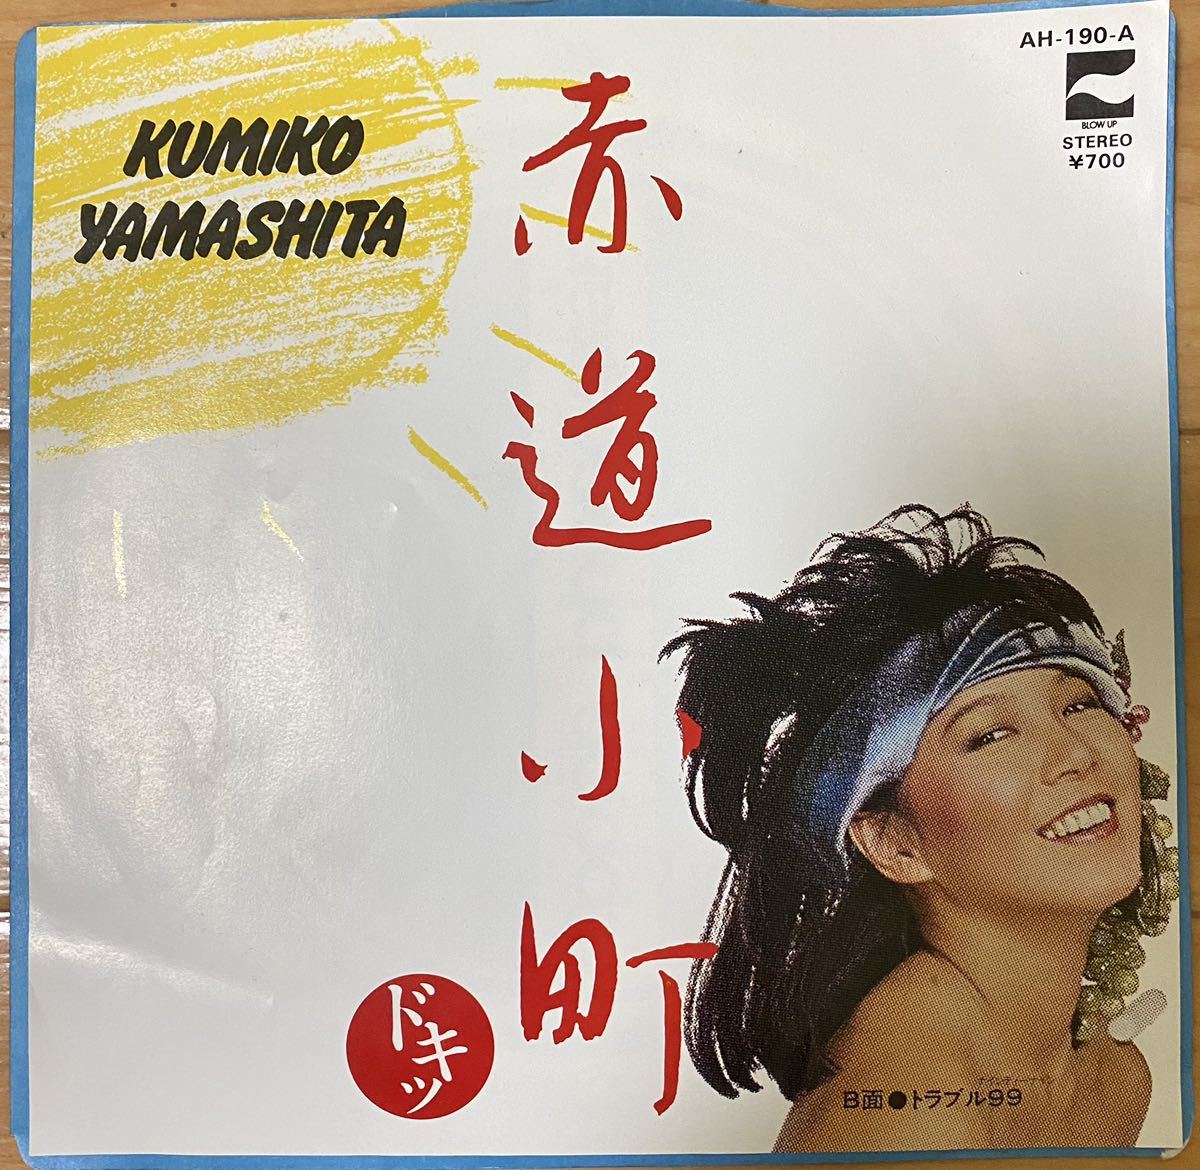 AH-190-A
BLOW UP
STEREO
¥700
KUMIKO
YAMASHITA
赤道小町
ドキッ
B面●トラブル99